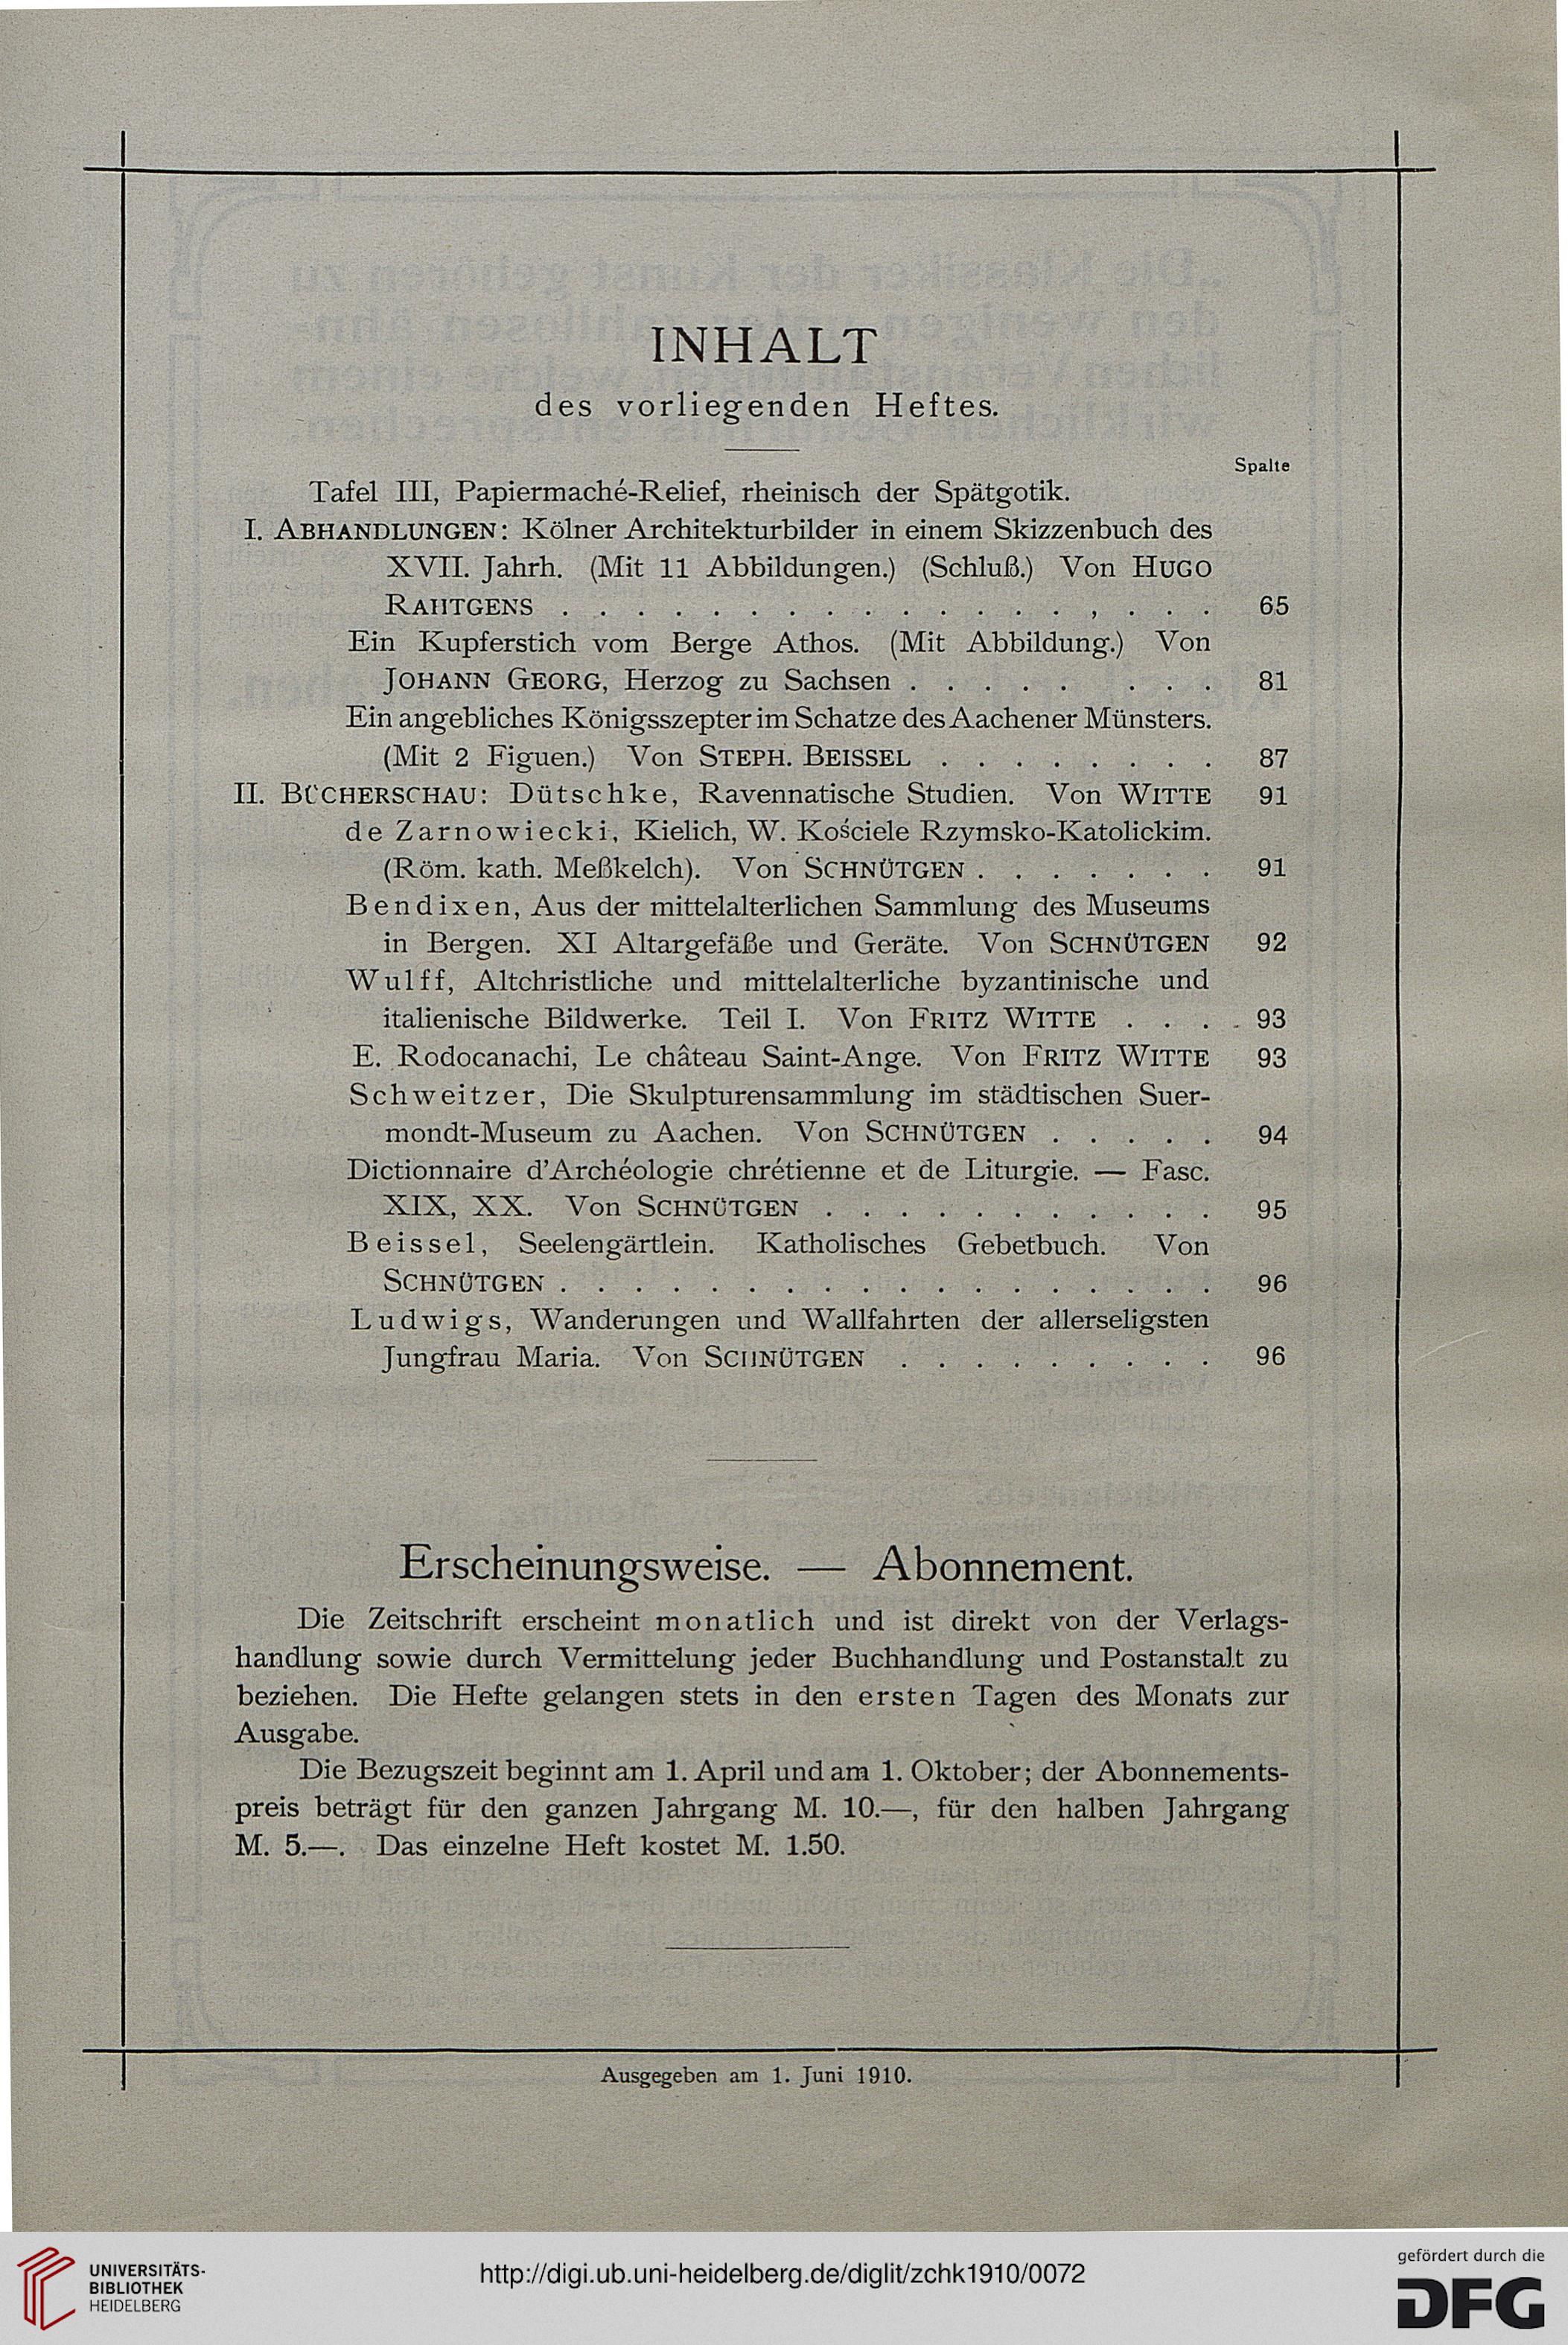 INHALT
des vorliegenden Heftes.
Spalte
Tafel III, Papiermaché-Relief, rheinisch der Spätgotik.
I. ABHANDLUNGEN: Kölner Architekturbilder in einem Skizzenbuch des
XVII. Jahrh. (Mit 11 Abbildungen.) (Schluß.) Von HUGO
RAHTGENS . . . . . . . . . . . . . . , . . . 65
Ein Kupferstich vom Berge Athos. (Mit Abbildung.) Von
JOHANN GEORG, Herzog zu Sachsen . . . . . . . . 81
Ein angebliches Königsszepter im Schatze des Aachener Münsters.
(Mit 2 Figuen.) Von STEPH. BEISSEL . . . . . . . . 87
II. BÜCHERSCHAU: Dütschke, Ravennatische Studien. Von WITTE 91
de Zarnowiecki, Kielich, W. Kościele Rzymsko-Katolickim.
(Röm. kath. Meßkelch). Von SCHNÜTGEN . . . . . . . 91
Bendixen, Aus der mittelalterlichen Sammlung des Museums
in Bergen. XI Altargefäße und Geräte. Von SCHNÜTGEN 92
Wulff, Altchristliche und mittelalterliche byzantinische und
italienische Bildwerke. Teil I. Von FRITZ WITTE . . . . 93
E. Rodocanachi, Le château Saint-Ange. Von FRITZ WITTE 93
Schweitzer, Die Skulpturensammlung im städtischen Suer-
mondt-Museum zu Aachen. Von SCHNÜTGEN . . . . . 94
Dictionnaire d'Archéologie chrétienne et de Liturgie. — Fasc.
XIX, XX. Von SCHNÜTGEN . . . . . . . . . . . 95
Beissel, Seelengärtlein. Katholisches Gebetbuch. Von
SCHNÜTGEN . . . . . . . . . . . . . . . . . . 96
Ludwigs, Wanderungen und Wallfahrten der allerseligsten
Jungfrau Maria. Von SCHNÜTGEN . . . . . . . . . 96
Erscheinungsweise. — Abonnement.
Die Zeitschrift erscheint monatlich und ist direkt von der Verlags-
handlung sowie durch Vermittelung jeder Buchhandlung und Postanstalt zu
beziehen. Die Hefte gelangen stets in den ersten Tagen des Monats zur
Ausgabe.
Die Bezugszeit beginnt am 1. April und am 1. Oktober; der Abonnements-
preis beträgt für den ganzen Jahrgang M. 10.—, für den halben Jahrgang
M. 5.—. Das einzelne Heft kostet M. 1.50.
Ausgegeben am 1. Juni 1910.
UNIVERSITÄTS-
BIBLIOTHEK
HEIDELBERG
http://digi.ub.uni-heidelberg.de/diglit/zchk1910/0072
gefördert durch die
DFG